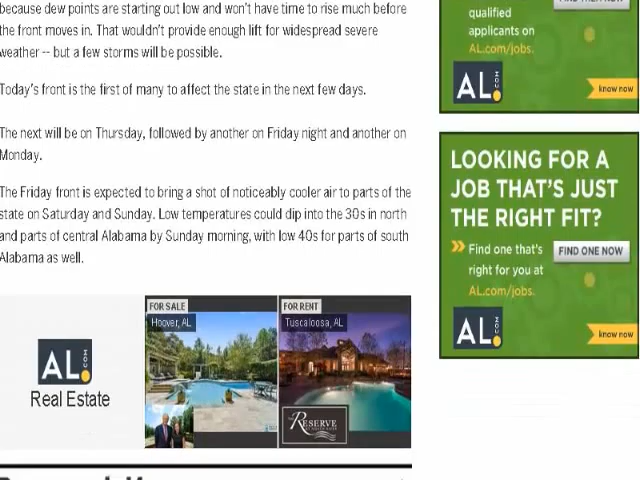 because dew points are starting out low and won't have time to rise much before
the front moves in. That wouldn't provide enough lift for widespread severe
weather -- but a few storms will be possible.
Today's front is the first of many to affect the state in the next few days.
The next will be on Thursday, followed by another on Friday night and another on
Monday.
The Friday front is expected to bring a shot of noticeably cooler air to parts of the
state on Saturday and Sunday. Low temperatures could dip into the 30s in north
and parts of central Alabama by Sunday morning, with low 40s for parts of south
Alabama as well.
AL.COM
Real Estate
FOR SALE
Hoover, AL
FOR RENT
Tuscaloosa, AL
RESERVE
qualified
applicants on
AL.com/jobs.
AL.COM
know now
LOOKING FOR A
JOB THAT'S JUST
THE RIGHT FIT?
Find one that's
right for you at
AL.com/jobs.
FIND ONE NOW
AL.COM
know now